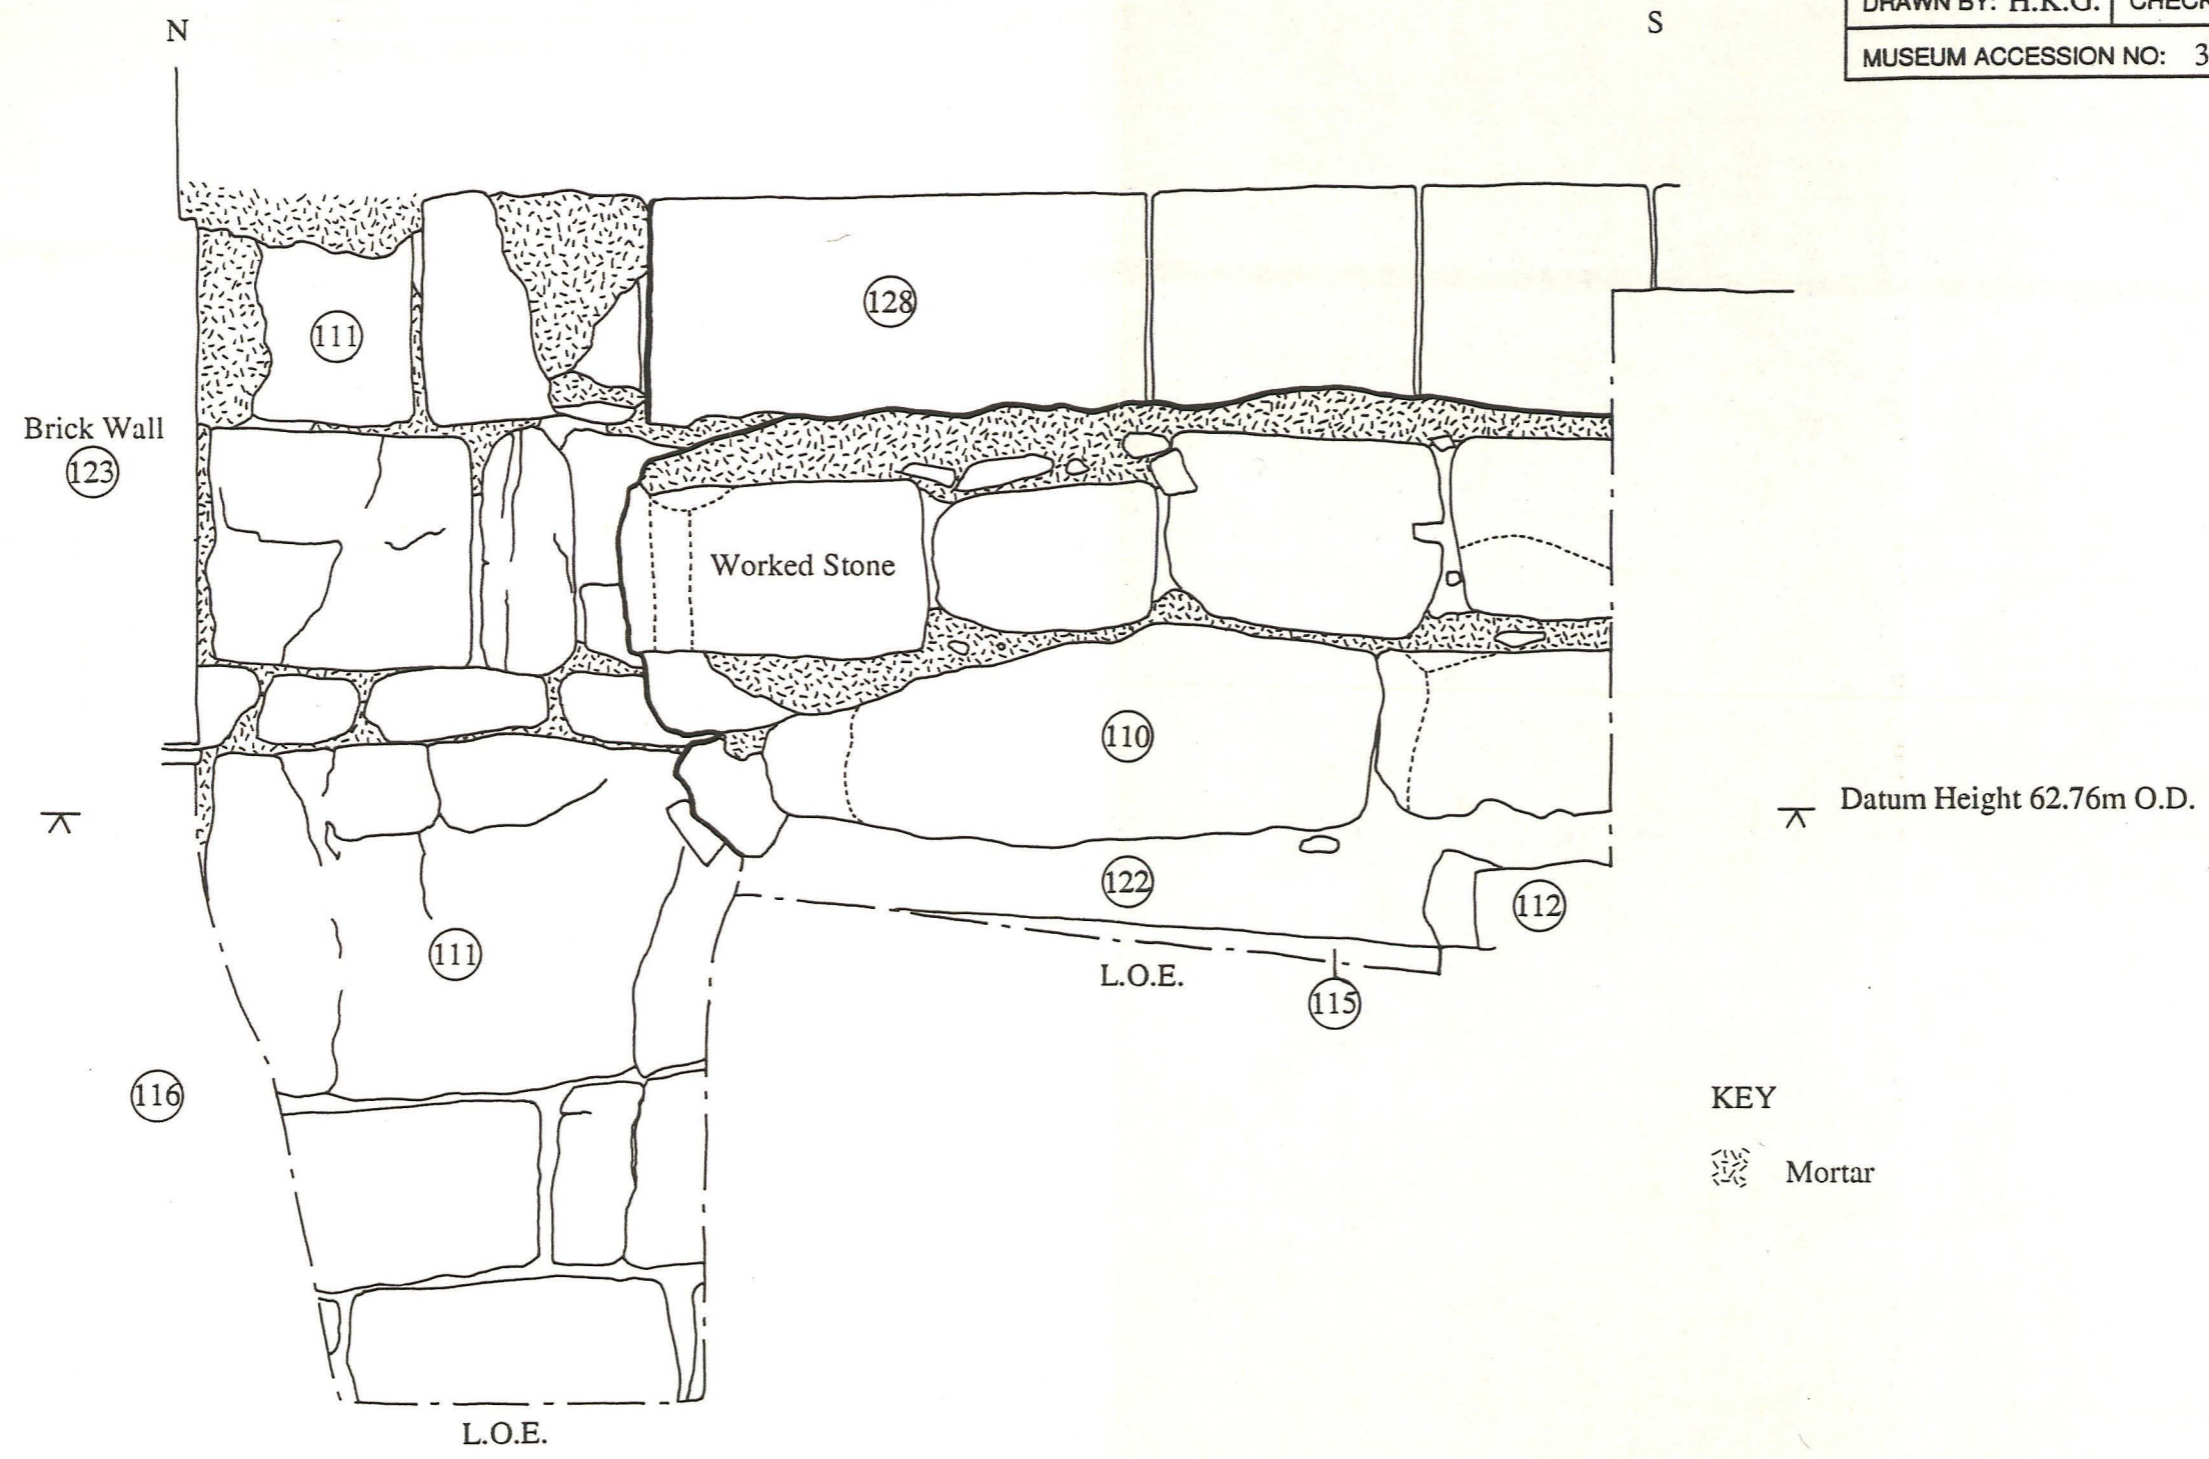 N
S
DRAWN BY: H.K.G.
MUSEUM ACCESSION NO: 3
128
111
Brick Wall
123
Worked Stone
110
Datum Height 62.76m O.D.
122
112
111
L.O.E.
115
116
KEY
Mortar
L.O.E.